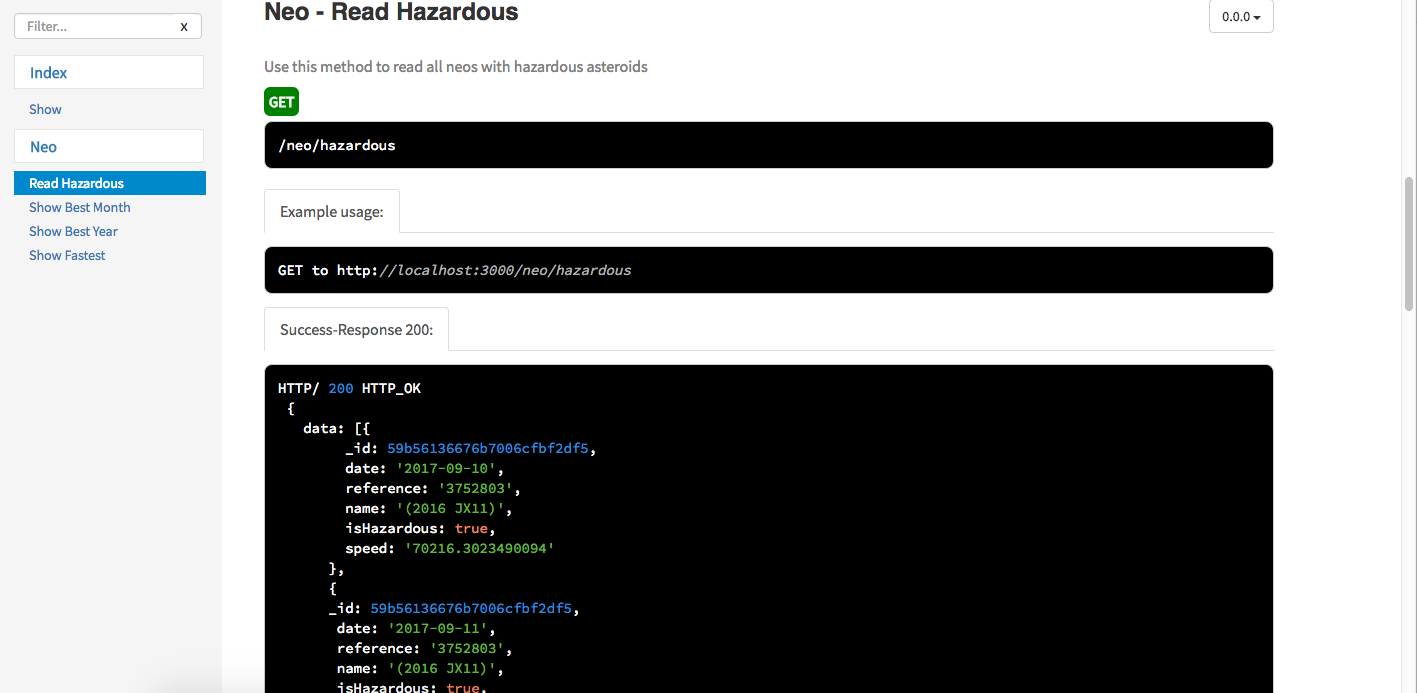 Filter...
x
Index
Show
Neo
Read Hazardous
Show Best Month
Show Best Year
Show Fastest
Neo - Read Hazardous
0.0.0
Use this method to read all neos with hazardous asteroids
GET
/neo/hazardous
Example usage:
GET to http://localhost:3000/neo/hazardous
Success-Response 200:
HTTP/ 200 HTTP_OK
{
data: [{
_id: 59b56136676b7006cfbf2df5,
date: '2017-09-10',
reference: '3752803',
name: '(2016 JX11)',
isHazardous: true,
speed: '70216.3023490094'
},
{
_id: 59b56136676b7006cfbf2df5,
date: '2017-09-11',
reference: '3752803',
name: '(2016 JX11)',
isHazardous: true,